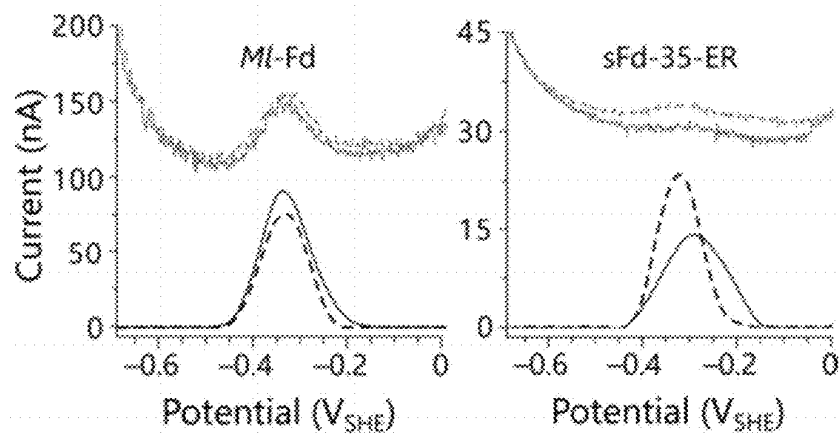 Ml-Fd
sFd-35-ER
Current (nA)
200
150
100
50
0
45
30
15
0
−0.6 −0.4 −0.2 0
−0.6 −0.4 −0.2 0
Potential (VSHE)
Potential (VSHE)